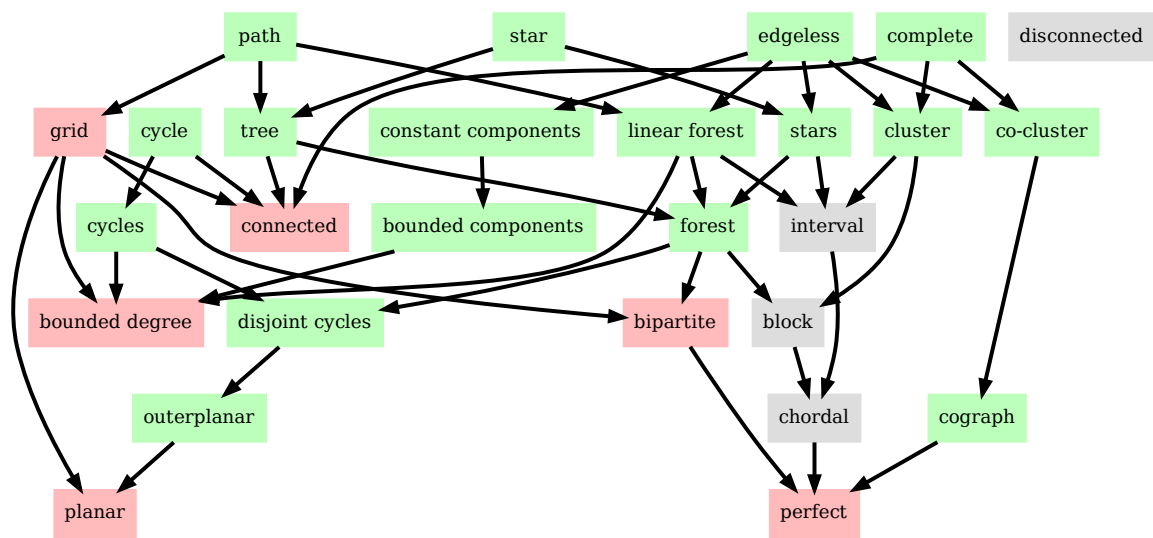 path
star
edgeless
complete
disconnected
grid
cycle
tree
constant components
linear forest
stars
cluster
co-cluster
cycles
connected
bounded components
forest
interval
bounded degree
disjoint cycles
bipartite
block
outerplanar
chordal
cograph
planar
perfect